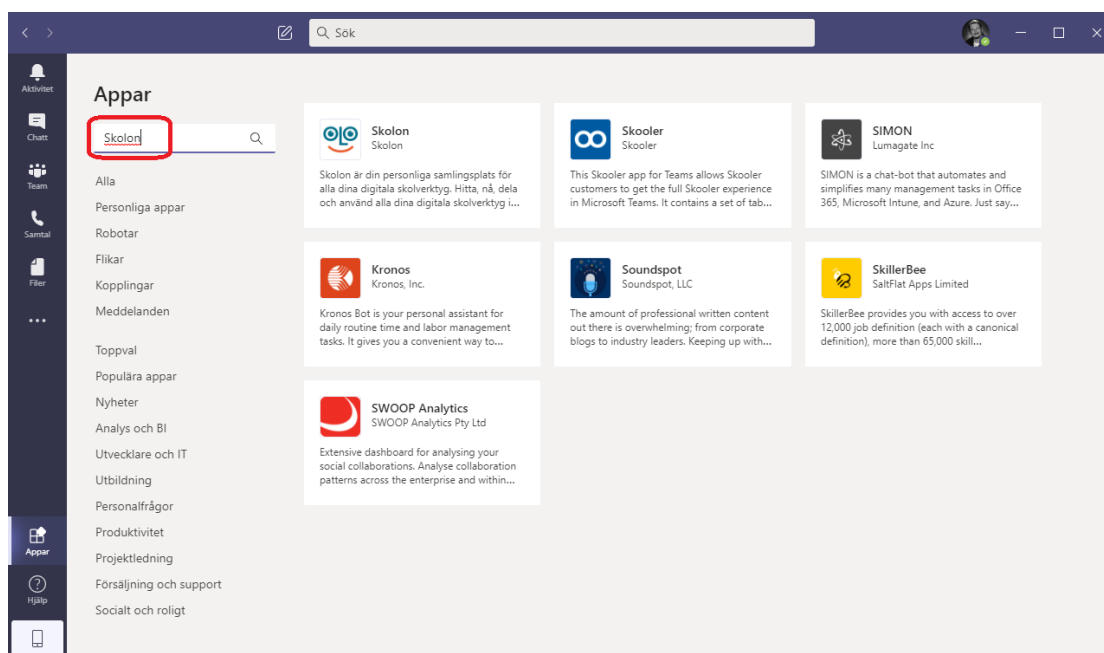 Sök
Aktivitet
Chatt
Team
Samtal
Filer
Appar
Hjälp
Appar
Skolon
Alla
Personliga appar
Robotar
Flikar
Kopplingar
Meddelanden
Toppval
Populära appar
Nyheter
Analys och BI
Utvecklare och IT
Utbildning
Personalfrågor
Produktivitet
Projektledning
Försäljning och support
Socialt och roligt
Skolon
Skolon
Skolon är din personliga samlingsplats för
alla dina digitala skolverktyg. Hitta, nå, dela
och använd alla dina digitala skolverktyg i...
Skooler
Skooler
This Skooler app for Teams allows Skooler
customers to get the full Skooler experience
in Microsoft Teams. It contains a set of tab...
SIMON
Lumagate Inc
SIMON is a chat-bot that automates and
simplifies many management tasks in Office
365, Microsoft Intune, and Azure. Just say...
Kronos
Kronos, Inc.
Kronos Bot is your personal assistant for
daily routine time and labor management
tasks. It gives you a convenient way to...
Soundspot
Soundspot, LLC
The amount of professional written content
out there is overwhelming; from corporate
blogs to industry leaders. Keeping up with...
SkillerBee
SaltFlat Apps Limited
SkillerBee provides you with access to over
12,000 job definition (each with a canonical
definition), more than 65,000 skill...
SWOOP Analytics
SWOOP Analytics Pty Ltd
Extensive dashboard for analysing your
social collaborations. Analyse collaboration
patterns across the enterprise and within...